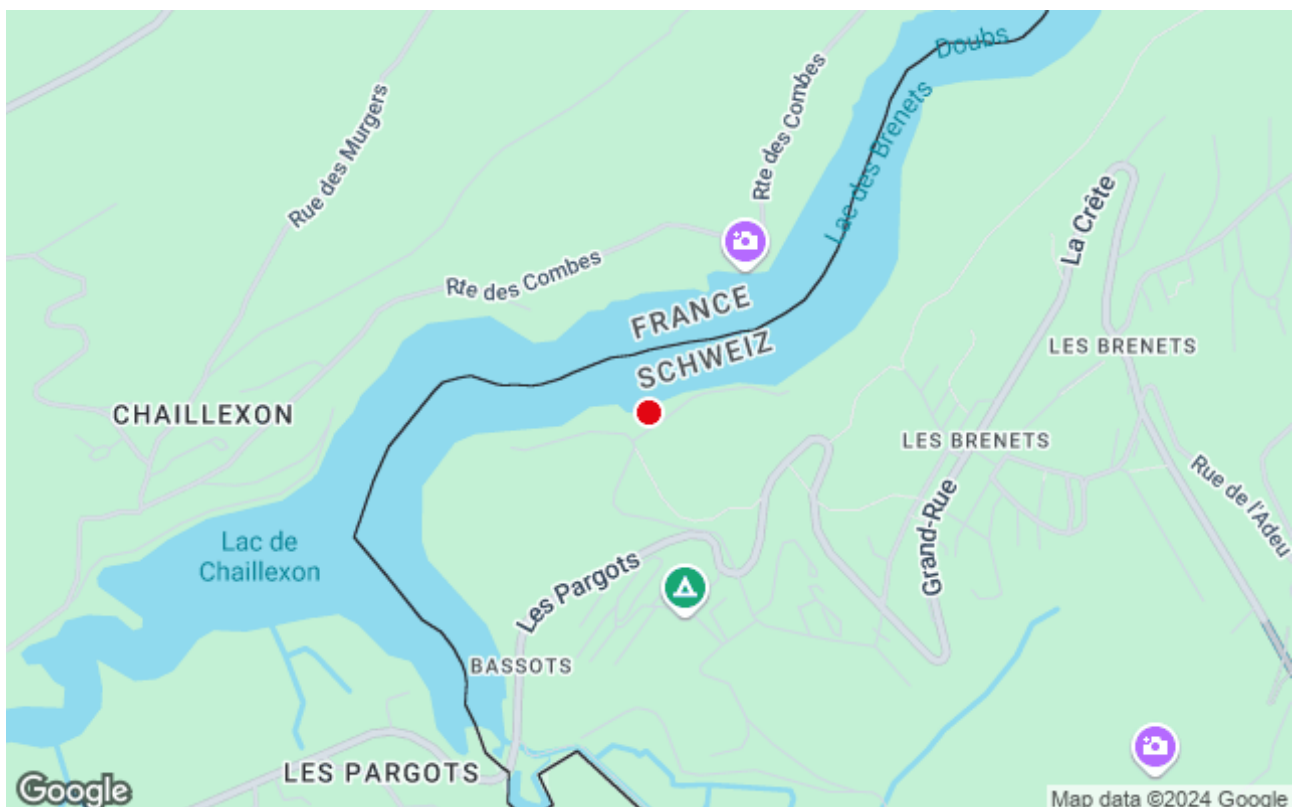 Doubs
Rte des Combes
Lac des Brenets
Rue des Murgers
La Crête
Rte des Combes
FRANCE
SCHWEIZ
LES BRENETS
CHAILLEXON
LES BRENETS
Rue de l'Adeu
Grand-Rue
Lac de
Chaillexon
Les Pargots
BASSOTS
LES PARGOTS
Google
Map data ©2024 Google